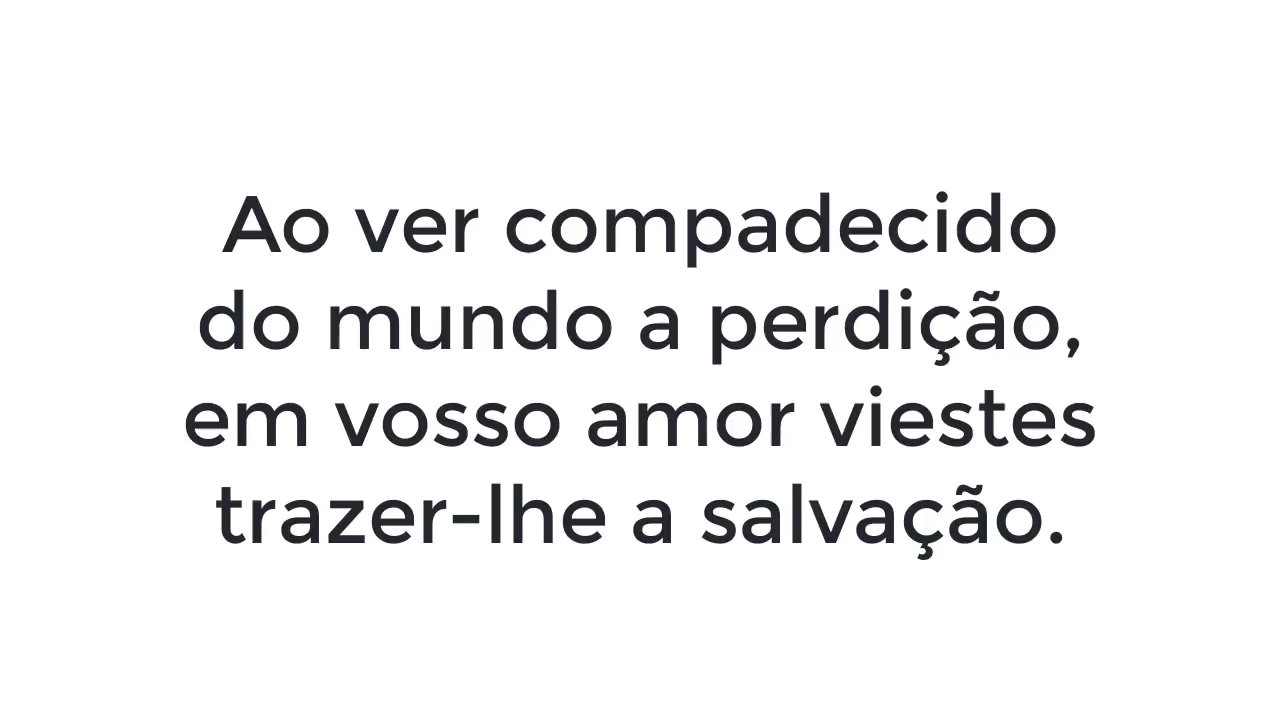 Ao ver compadecido
do mundo a perdição,
em vosso amor viestes
trazer-lhe a salvação.